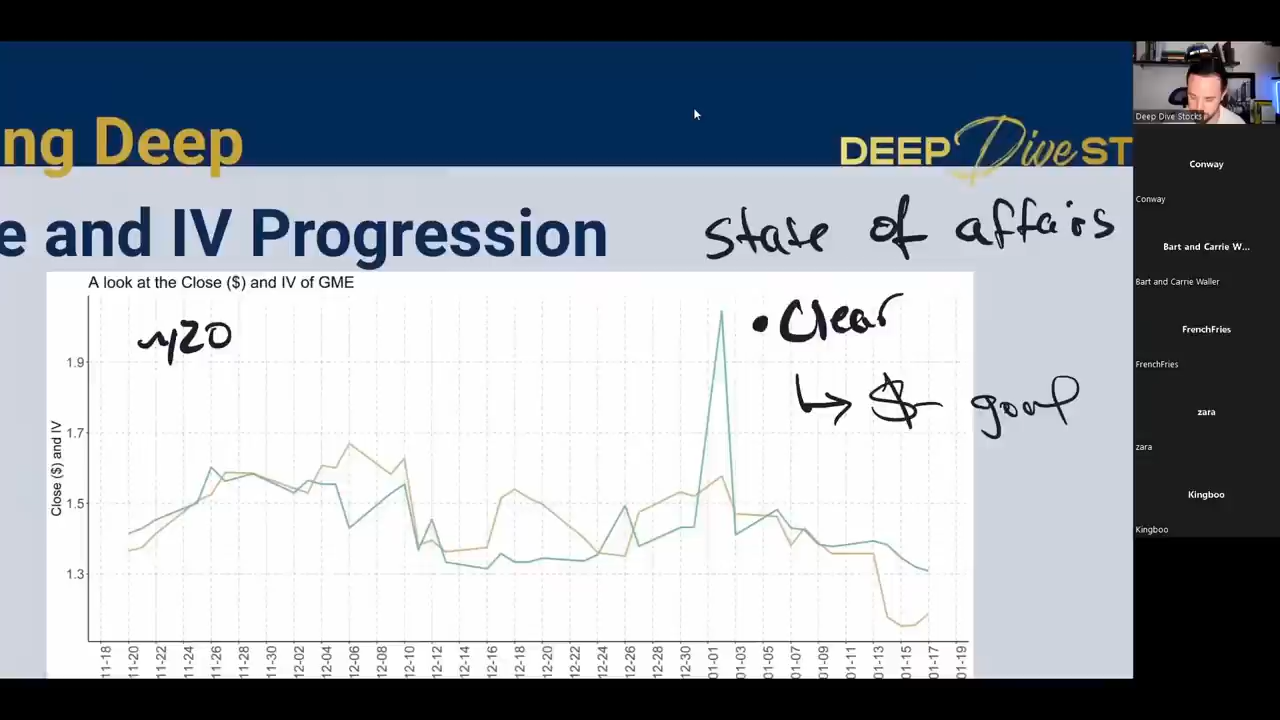 ng Deep
DEEP Dive ST
e and IV Progression
state of affairs
A look at the Close ($) and IV of GME
~420
• Clear
↳ $ goal
Close ($) and IV
1.9
1.7
1.5
1.3
11-18
11-20
11-22
11-24
11-26
11-28
11-30
12-02
12-04
12-06
12-08
12-10
12-12
12-14
12-16
12-18
12-20
12-22
12-24
12-26
12-28
12-30
01-01
01-03
01-05
01-07
01-09
01-11
01-13
01-15
01-17
01-19
Deep Dive Stocks
Conway
Conway
Bart and Carrie W...
Bart and Carrie Waller
FrenchFries
FrenchFries
zara
zara
Kingboo
Kingboo